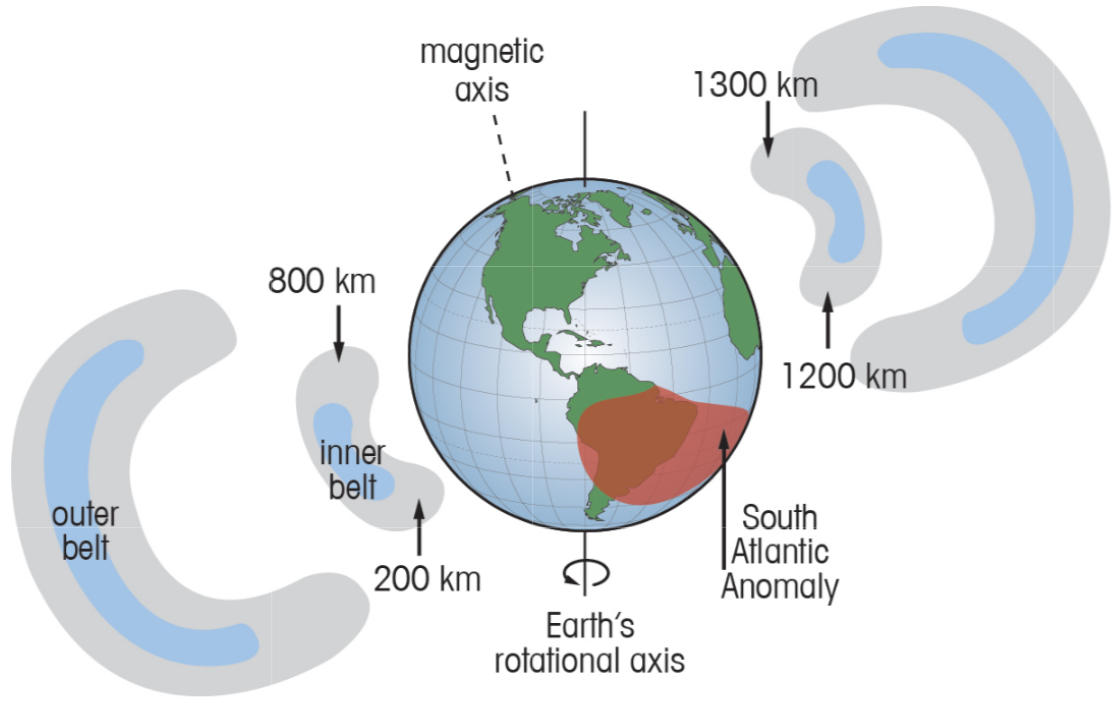 magnetic
axis
1300 km
800 km
1200 km
inner
belt
outer
belt
200 km
South
Atlantic
Anomaly
Earth's
rotational axis